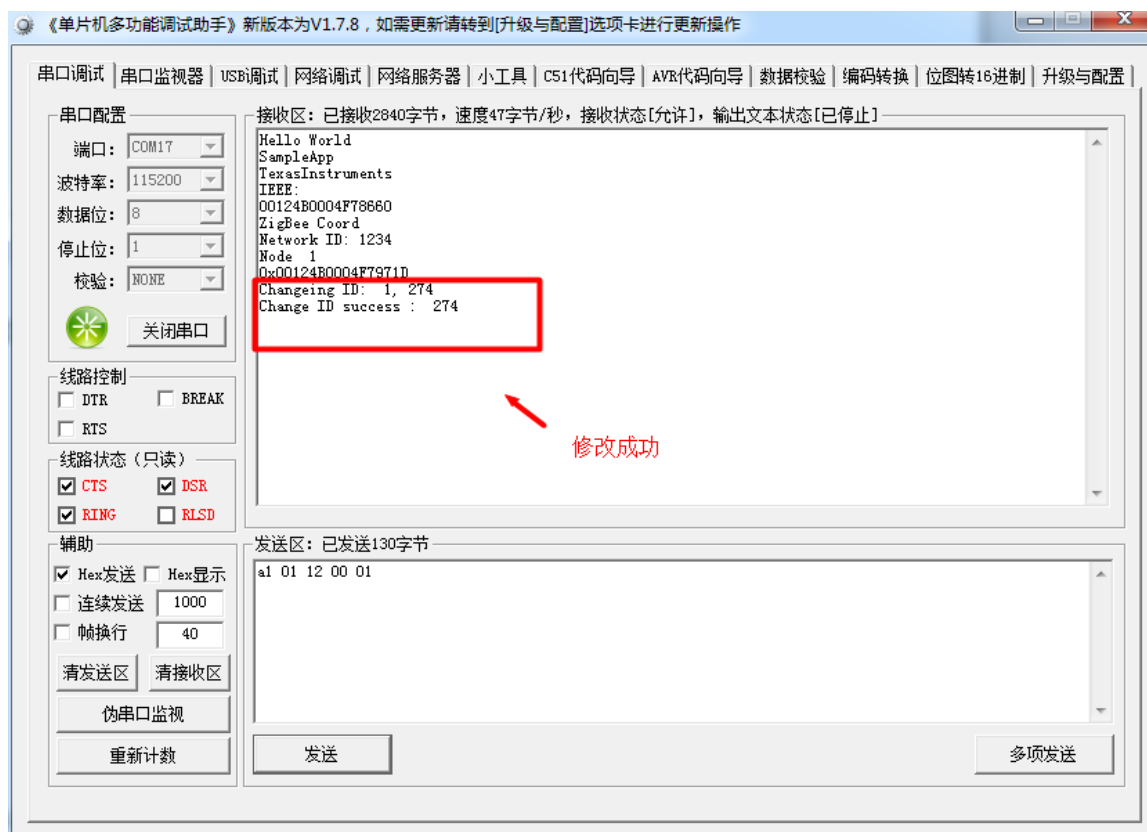 《单片机多功能调试助手》新版本为V1.7.8，如需更新请转到[升级与配置]选项卡进行更新操作
串口调试 串口监视器 USB调试 网络调试 网络服务器 小工具 C51代码向导 AVR代码向导 数据校验 编码转换 位图转16进制 升级与配置
串口配置
端口： COM17
波特率： 115200
数据位： 8
停止位： 1
校验： NONE
关闭串口
线路控制
DTR BREAK
RTS
线路状态（只读）
CTS DSR
RING RLSD
辅助
Hex发送 Hex显示
连续发送 1000
帧换行 40
清发送区 清接收区
伪串口监视
重新计数
接收区：已接收2840字节，速度47字节/秒，接收状态[允许]，输出文本状态[已停止]
Hello World
SampleApp
TexasInstruments
IEEE:
00124B0004F78660
ZigBee Coord
Network ID: 1234
Node 1
0x00124B0004F7971D
Changeing ID: 1, 274
Change ID success : 274
修改成功
发送区：已发送130字节
a1 01 12 00 01
发送 多项发送